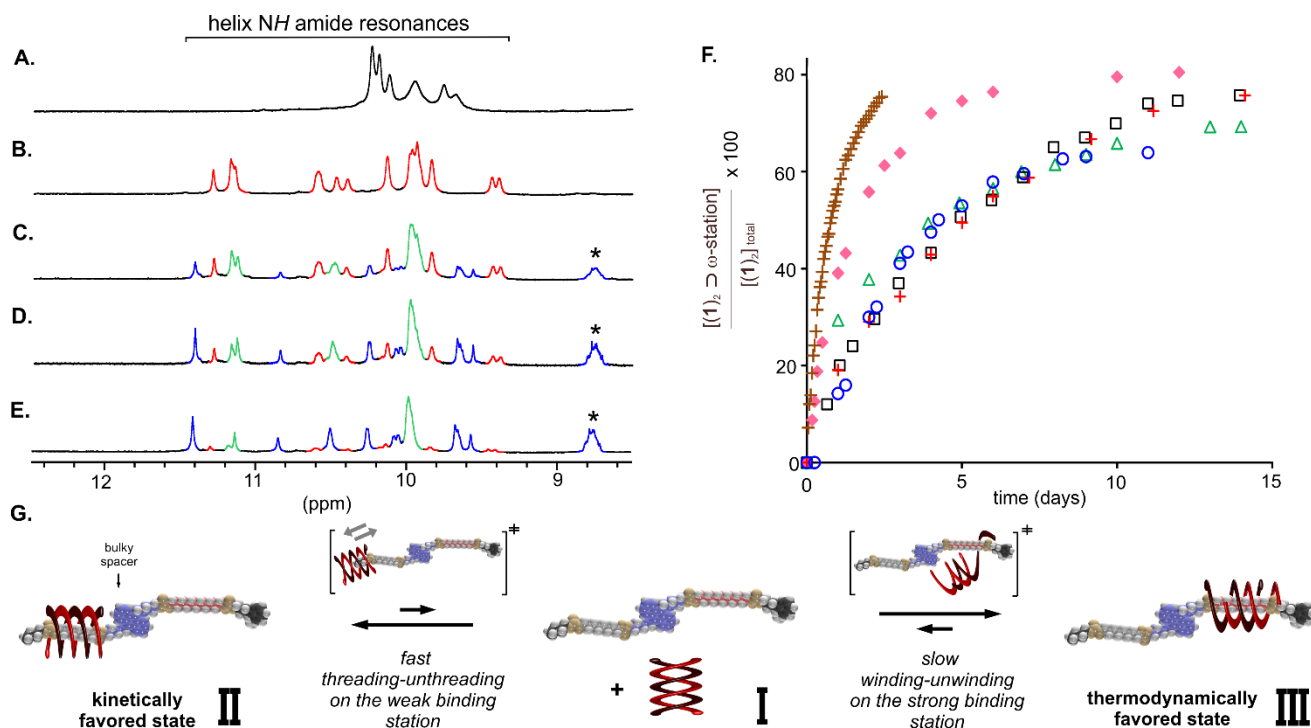 helix NH amide resonances
A.
B.
C.
*
D.
*
E.
*
12 11 10 9
(ppm)
F.
80
60
40
20
0
[(1)₂ ⊃ ω-station]
[(1)₂] total
x 100
0 5 10 15
time (days)
G.
bulky
spacer
kinetically
favored state
II
[ ]‡
fast
threading-unthreading
on the weak binding
station
+
I
[ ]‡
slow
winding-unwinding
on the strong binding
station
thermodynamically
favored state
III